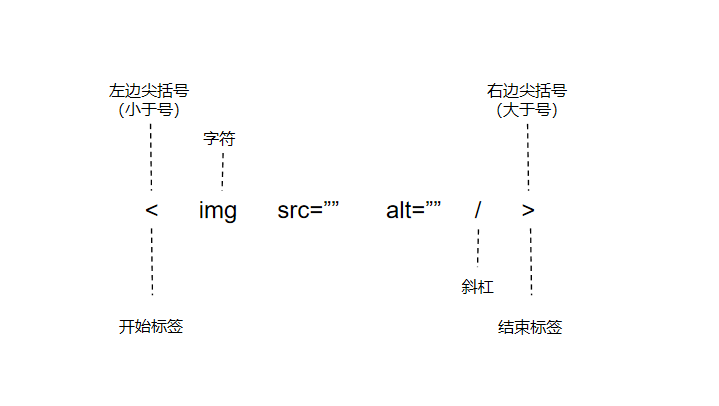 左边尖括号
（小于号）
右边尖括号
（大于号）
字符
< img src=”” alt=”” / >
斜杠
开始标签
结束标签